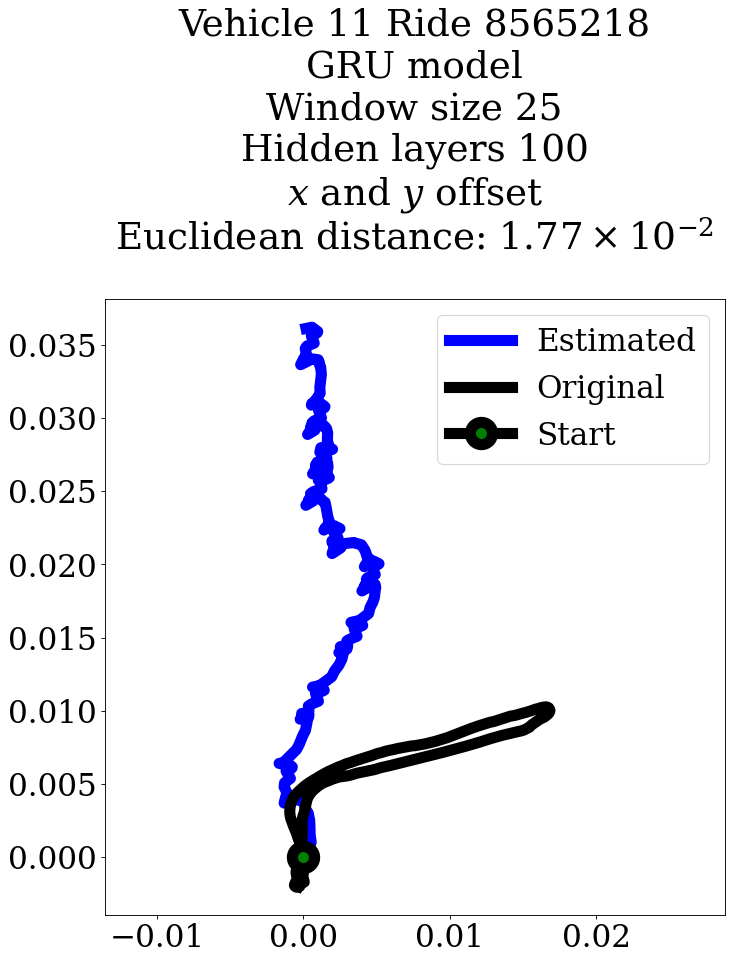 Vehicle 11 Ride 8565218
GRU model
Window size 25
Hidden layers 100
x and y offset
Euclidean distance: 1.77 × 10⁻²
Estimated
Original
Start
0.035
0.030
0.025
0.020
0.015
0.010
0.005
0.000
−0.01 0.00 0.01 0.02